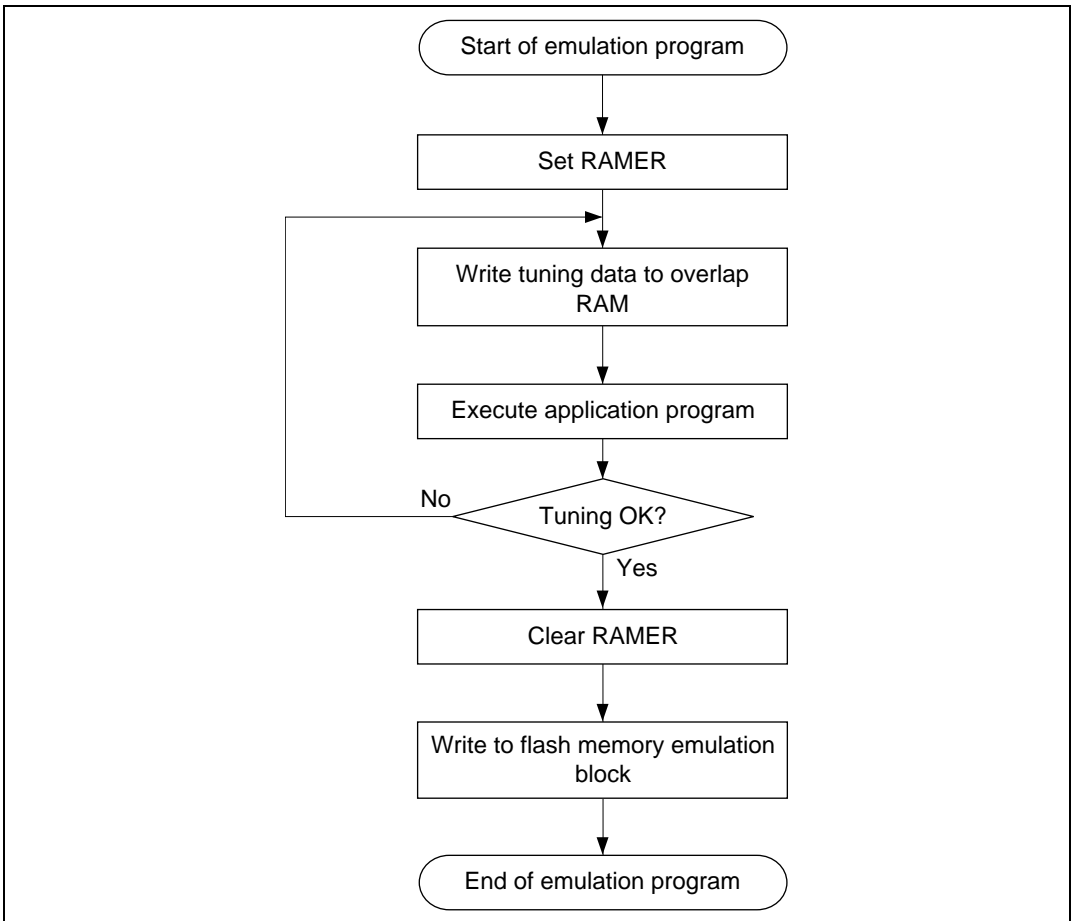 Start of emulation program
Set RAMER
Write tuning data to overlap
RAM
Execute application program
No
Tuning OK?
Yes
Clear RAMER
Write to flash memory emulation
block
End of emulation program